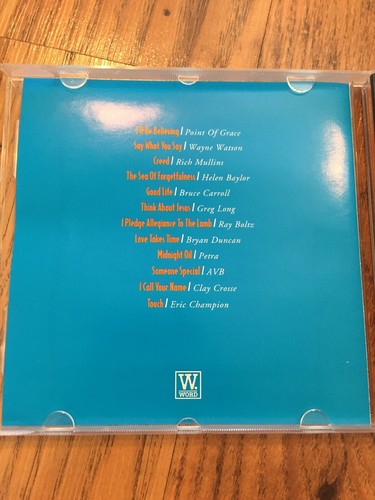 I'll Be Believing | Point Of Grace
Say What You Say | Wayne Watson
Creed | Rich Mullins
The Sea Of Forgetfulness | Helen Baylor
Good Life | Bruce Carroll
Think About Jesus | Greg Long
I Pledge Allegiance To The Lamb | Ray Boltz
Love Takes Time | Bryan Duncan
Midnight Oil | Petra
Someone Special | AVB
I Call Your Name | Clay Crosse
Touch | Eric Champion
W.
WORD